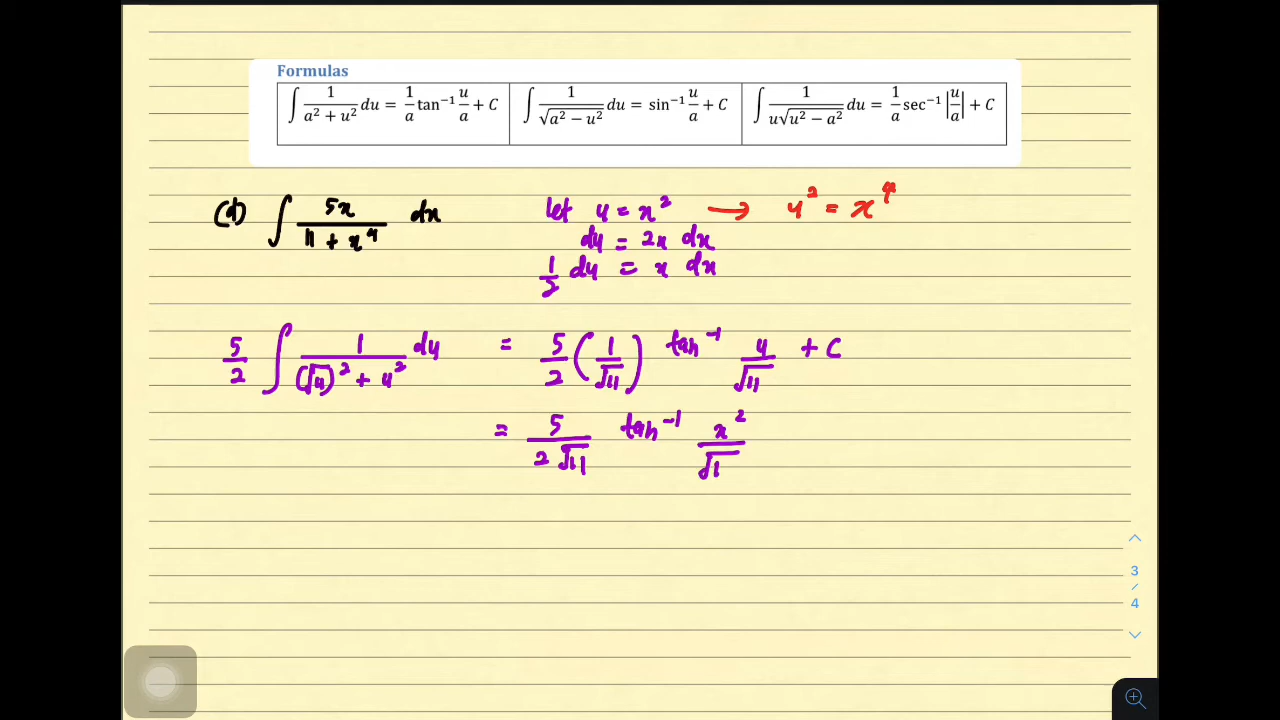 Formulas
∫ 1/(a² + u²) du = 1/a tan⁻¹ u/a + C
∫ 1/√(a² − u²) du = sin⁻¹ u/a + C
∫ 1/(u√(u² − a²)) du = 1/a sec⁻¹ |u/a| + C
(d) ∫ 5x/(11 + x⁴) dx
let u = x² → u² = x⁴
du = 2x dx
1/2 du = x dx
5/2 ∫ 1/((√11)² + u²) du = 5/2 (1/√11) tan⁻¹ u/√11 + C
= 5/(2√11) tan⁻¹ x²/√1
3
/
4